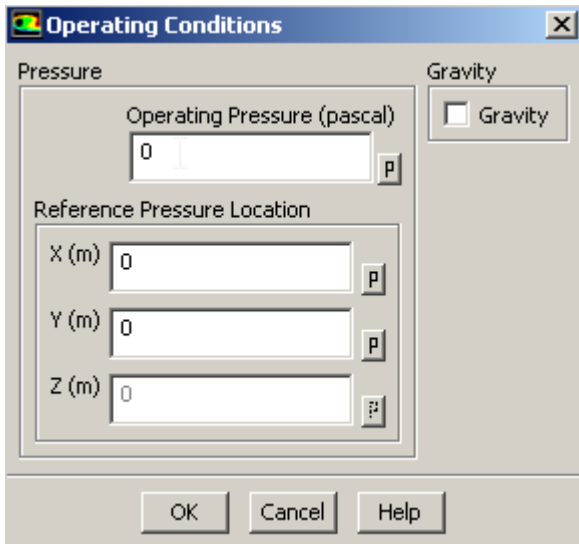 Operating Conditions
Pressure
Gravity
Operating Pressure (pascal)
Gravity
0
P
Reference Pressure Location
X (m) 0 P
Y (m) 0 P
Z (m) 0 P
OK Cancel Help